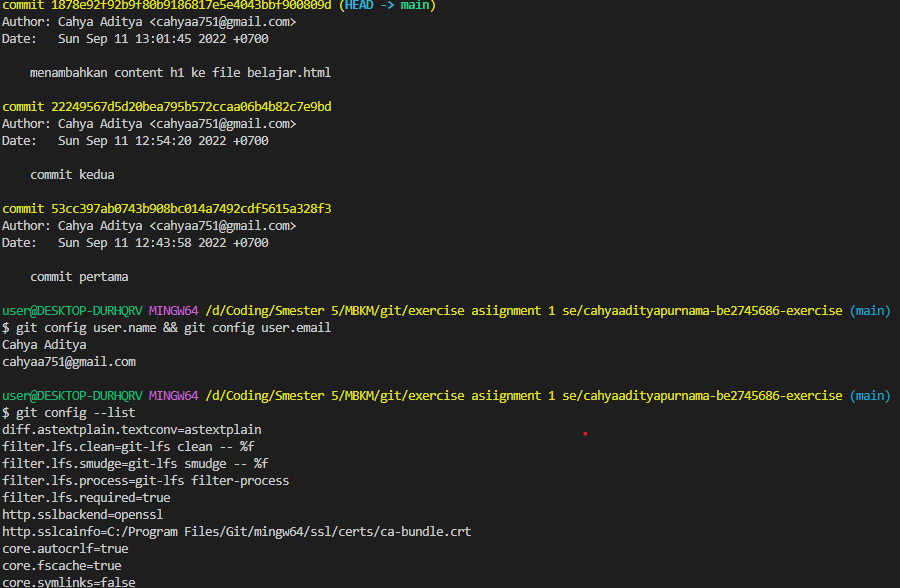 commit 1878e92f92b9f80b9186817e5e4043bbf900809d (HEAD -> main)
Author: Cahya Aditya <cahyaa751@gmail.com>
Date:   Sun Sep 11 13:01:45 2022 +0700
    menambahkan content h1 ke file belajar.html
commit 22249567d5d20bea795b572ccaa06b4b82c7e9bd
Author: Cahya Aditya <cahyaa751@gmail.com>
Date:   Sun Sep 11 12:54:20 2022 +0700
    commit kedua
commit 53cc397ab0743b908bc014a7492cdf5615a328f3
Author: Cahya Aditya <cahyaa751@gmail.com>
Date:   Sun Sep 11 12:43:58 2022 +0700
    commit pertama
user@DESKTOP-DURHQRV MINGW64 /d/Coding/Smester 5/MBKM/git/exercise asiignment 1 se/cahyaadityapurnama-be2745686-exercise (main)
$ git config user.name && git config user.email
Cahya Aditya
cahyaa751@gmail.com
user@DESKTOP-DURHQRV MINGW64 /d/Coding/Smester 5/MBKM/git/exercise asiignment 1 se/cahyaadityapurnama-be2745686-exercise (main)
$ git config --list
diff.astextplain.textconv=astextplain
filter.lfs.clean=git-lfs clean -- %f
filter.lfs.smudge=git-lfs smudge -- %f
filter.lfs.process=git-lfs filter-process
filter.lfs.required=true
http.sslbackend=openssl
http.sslcainfo=C:/Program Files/Git/mingw64/ssl/certs/ca-bundle.crt
core.autocrlf=true
core.fscache=true
core.symlinks=false